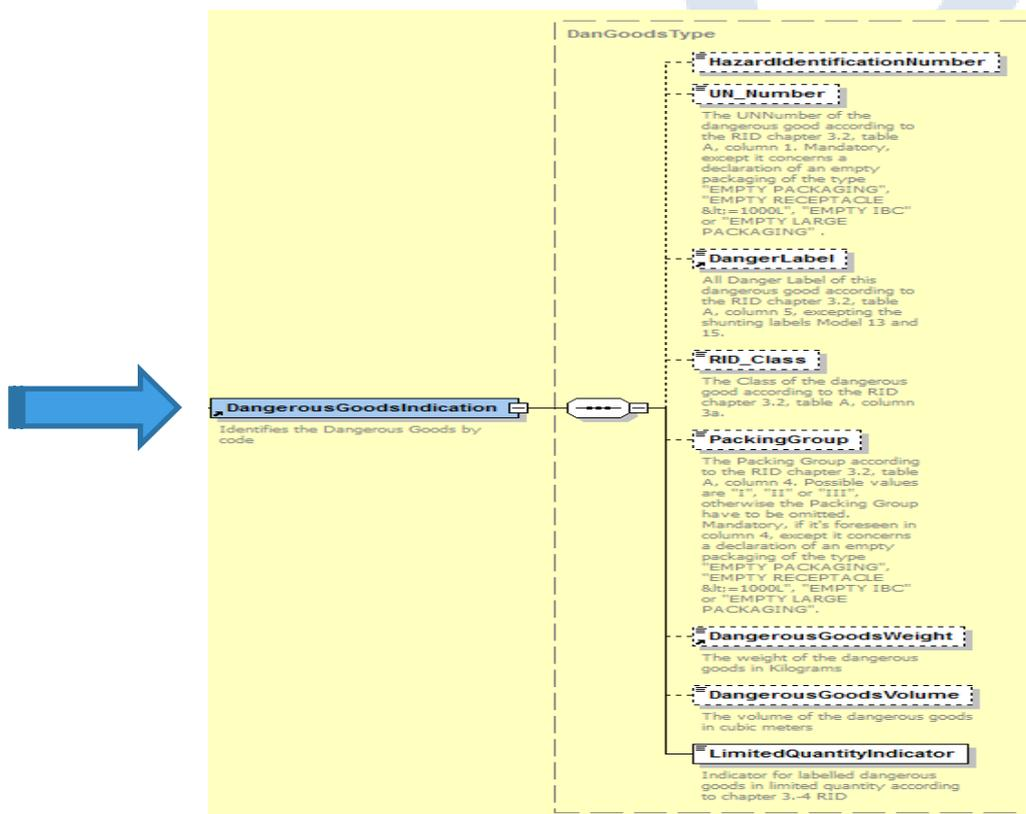 DanGoodsType
HazardIdentificationNumber
UN_Number
The UNNumber of the
dangerous good according to
the RID chapter 3.2, table
A, column 1. Mandatory,
except it concerns a
declaration of an empty
packaging of the type
"EMPTY PACKAGING",
"EMPTY RECEPTACLE
&lt;=1000L", "EMPTY IBC"
or "EMPTY LARGE
PACKAGING" .
DangerLabel
All Danger Label of this
dangerous good according to
the RID chapter 3.2, table
A, column 5, excepting the
shunting labels Model 13 and
15.
RID_Class
The Class of the dangerous
good according to the RID
chapter 3.2, table A, column
3a.
DangerousGoodsIndication
Identifies the Dangerous Goods by
code
PackingGroup
The Packing Group according
to the RID chapter 3.2, table
A, column 4. Possible values
are "I", "II" or "III",
otherwise the Packing Group
have to be omitted.
Mandatory, if it's foreseen in
column 4, except it concerns
a declaration of an empty
packaging of the type
"EMPTY PACKAGING",
"EMPTY RECEPTACLE
&lt;=1000L", "EMPTY IBC"
or "EMPTY LARGE
PACKAGING".
DangerousGoodsWeight
The weight of the dangerous
goods in Kilograms
DangerousGoodsVolume
The volume of the dangerous goods
in cubic meters
LimitedQuantityIndicator
Indicator for labelled dangerous
goods in limited quantity according
to chapter 3.-4 RID